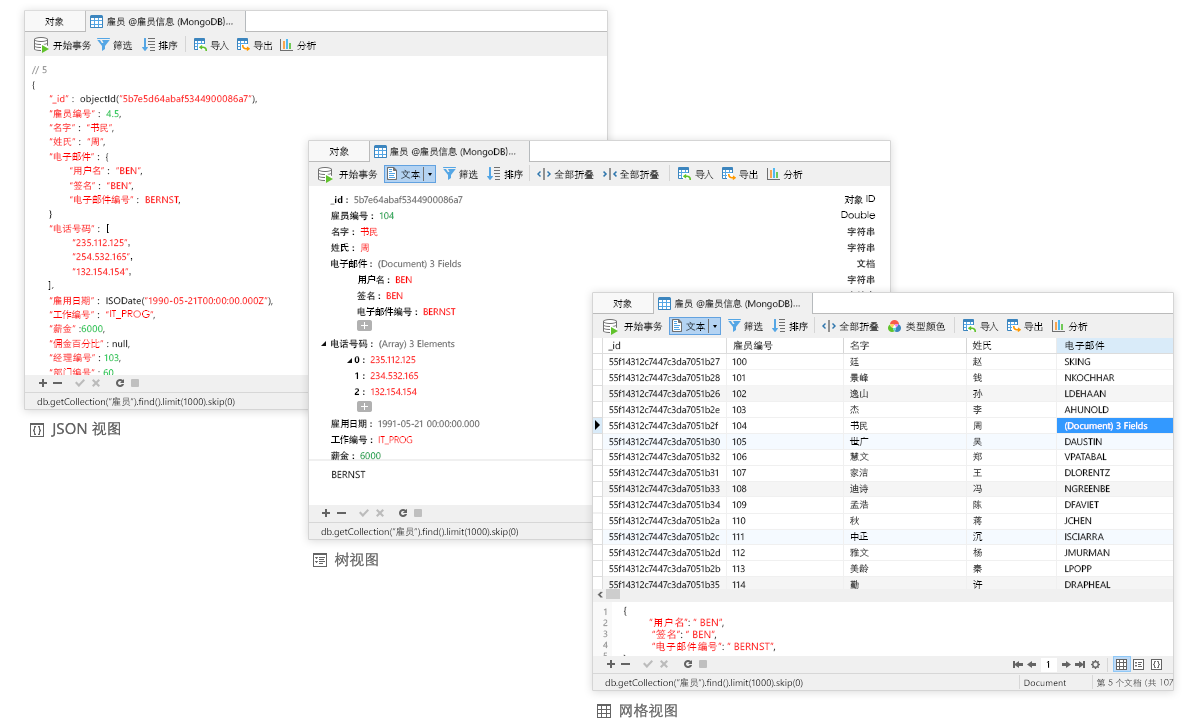 对象
雇员 @雇员信息 (MongoDB)...
开始事务 筛选 排序 导入 导出 分析
// 5
{
"_id" : objectId("5b7e5d64abaf5344900086a7"),
"雇员编号" : 4.5,
"名字" : "书民",
"姓氏" : "周",
"电子邮件" : {
"用户名" : "BEN",
"签名" : "BEN",
"电子邮件编号" : BERNST,
}
"电话号码" : [
"235.112.125",
"254.532.165",
"132.154.154",
],
"雇用日期" : ISODate("1990-05-21T00:00:00.000Z"),
"工作编号" : "IT_PROG",
"薪金" :6000,
"佣金百分比" : null,
"经理编号" : 103,
"部门编号" : 60
db.getCollection("雇员").find().limit(1000).skip(0)
JSON 视图
对象
雇员 @雇员信息 (MongoDB)...
开始事务 文本 筛选 排序 全部折叠 全部折叠 导入 导出 分析
_id : 5b7e64abaf5344900086a7 对象 ID
雇员编号 : 104 Double
名字 : 书民 字符串
姓氏 : 周 字符串
电子邮件 : (Document) 3 Fields 文档
用户名 : BEN 字符串
签名 : BEN
电子邮件编号 : BERNST
电话号码 : (Array) 3 Elements
0 : 235.112.125
1 : 234.532.165
2 : 132.154.154
雇用日期 : 1991-05-21 00:00:00.000
工作编号 : IT_PROG
薪金 : 6000
BERNST
db.getCollection("雇员").find().limit(1000).skip(0)
树视图
对象
雇员 @雇员信息 (MongoDB)...
开始事务 文本 筛选 排序 全部折叠 类型颜色 导入 导出 分析
_id 雇员编号 名字 姓氏 电子邮件
55f14312c7447c3da7051b27 100 廷 赵 SKING
55f14312c7447c3da7051b28 101 景峰 钱 NKOCHHAR
55f14312c7447c3da7051b26 102 逸山 孙 LDEHAAN
55f14312c7447c3da7051b2e 103 杰 李 AHUNOLD
55f14312c7447c3da7051b2f 104 书民 周 (Document) 3 Fields
55f14312c7447c3da7051b30 105 世广 吴 DAUSTIN
55f14312c7447c3da7051b32 106 慧文 郑 VPATABAL
55f14312c7447c3da7051b31 107 家洁 王 DLORENTZ
55f14312c7447c3da7051b33 108 迪诗 冯 NGREENBE
55f14312c7447c3da7051b34 109 孟浩 陈 DFAVIET
55f14312c7447c3da7051b2a 110 秋 蒋 JCHEN
55f14312c7447c3da7051b2c 111 中正 沉 ISCIARRA
55f14312c7447c3da7051b2d 112 雅文 杨 JMURMAN
55f14312c7447c3da7051b2b 113 美龄 秦 LPOPP
55f14312c7447c3da7051b35 114 勤 许 DRAPHEAL
1 {
2 "用户名": " BEN",
3 "签名": " BEN",
4 "电子邮件编号": " BERNST",
1
db.getCollection("雇员").find().limit(1000).skip(0) Document 第 5 个文档 (共 107
网格视图